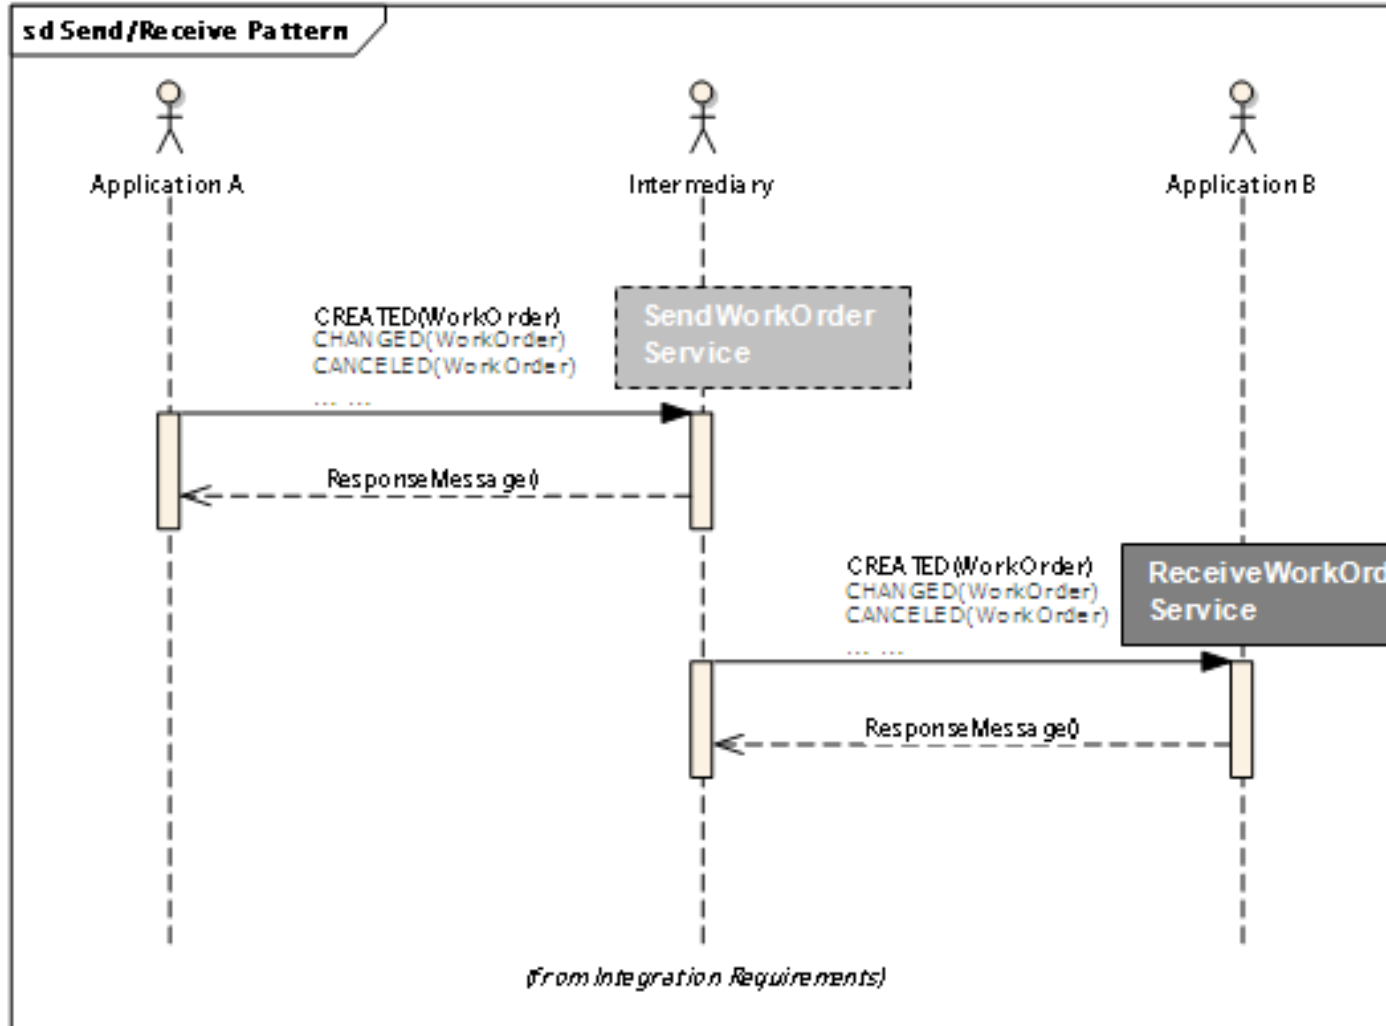 sd Send/Receive Pattern
Application A
Intermediary
Application B
CREATED(WorkOrder)
CHANGED(WorkOrder)
CANCELED(WorkOrder)
... ...
SendWorkOrder
Service
ResponseMessage()
CREATED(WorkOrder)
CHANGED(WorkOrder)
CANCELED(WorkOrder)
... ...
ReceiveWorkOrd
Service
ResponseMessage()
(from Integration Requirements)